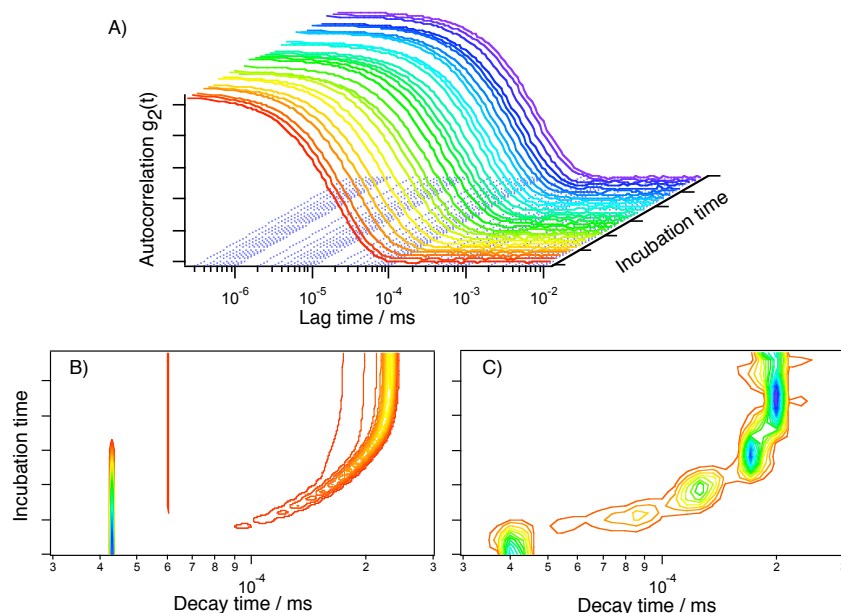 A)
Autocorrelation g2(t)
10-6 10-5 10-4 10-3 10-2
Lag time / ms
Incubation time
B)
C)
Incubation time
3 4 5 6 7 8 9 2 3
10-4
Decay time / ms
3 4 5 6 7 8 9 2 3
10-4
Decay time / ms